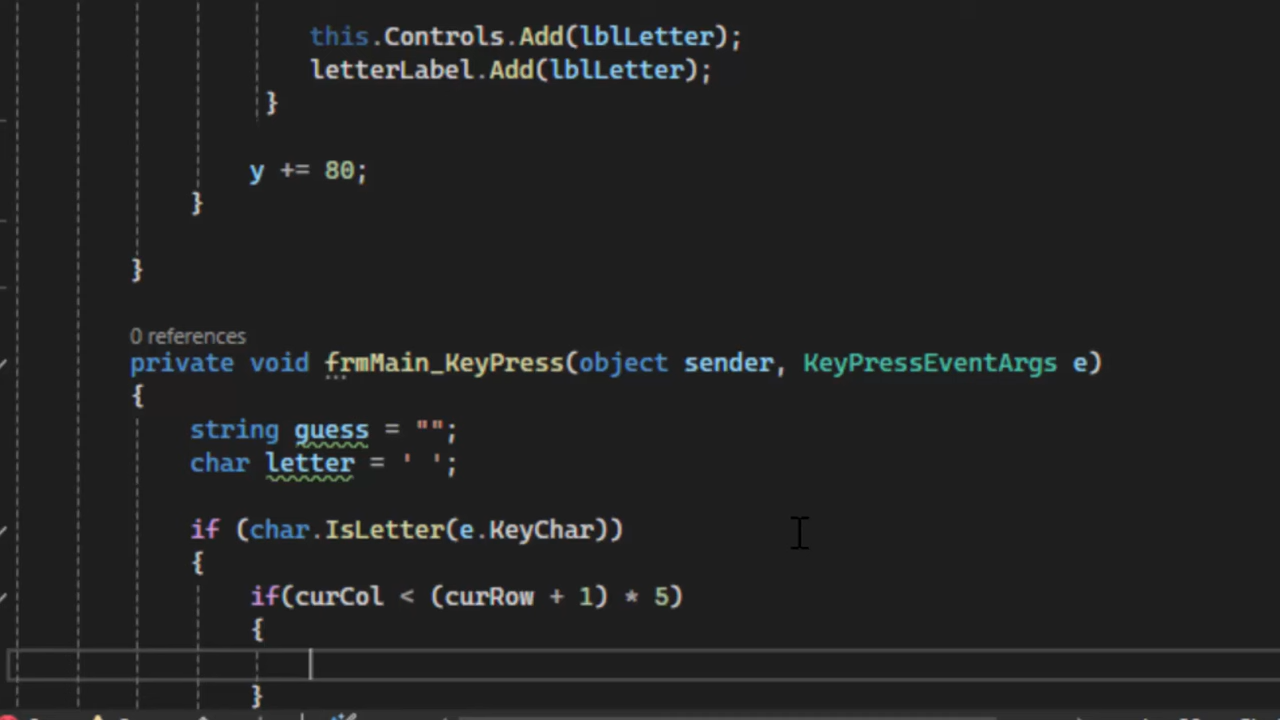 this.Controls.Add(lblLetter);
letterLabel.Add(lblLetter);
}
y += 80;
}
}
0 references
private void frmMain_KeyPress(object sender, KeyPressEventArgs e)
{
string guess = "";
char letter = ' ';
if (char.IsLetter(e.KeyChar))
{
if(curCol < (curRow + 1) * 5)
{
}